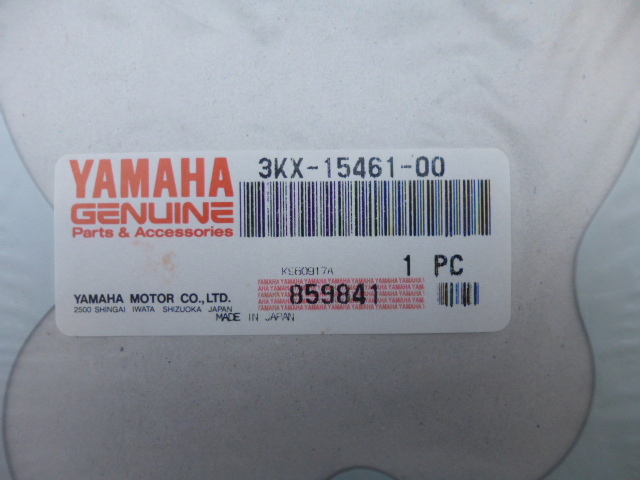 YAMAHA
GENUINE
Parts & Accessories
3KX-15461-00
1 PC
859841
YAMAHA MOTOR CO.,LTD.
2500 SHINGAI IWATA SHIZUOKA JAPAN
MADE IN JAPAN